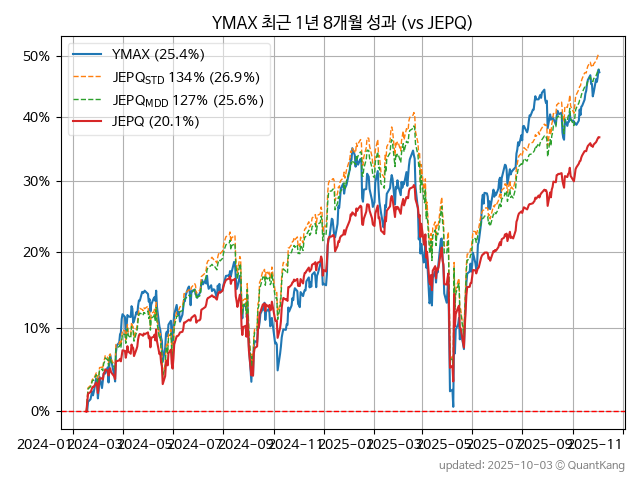 YMAX 최근 1년 8개월 성과 (vs JEPQ)
YMAX (25.4%)
JEPQSTD 134% (26.9%)
JEPQMDD 127% (25.6%)
JEPQ (20.1%)
50%
40%
30%
20%
10%
0%
2024-01 2024-03 2024-05 2024-07 2024-09 2024-11 2025-01 2025-03 2025-05 2025-07 2025-09 2025-11
updated: 2025-10-03 © QuantKang